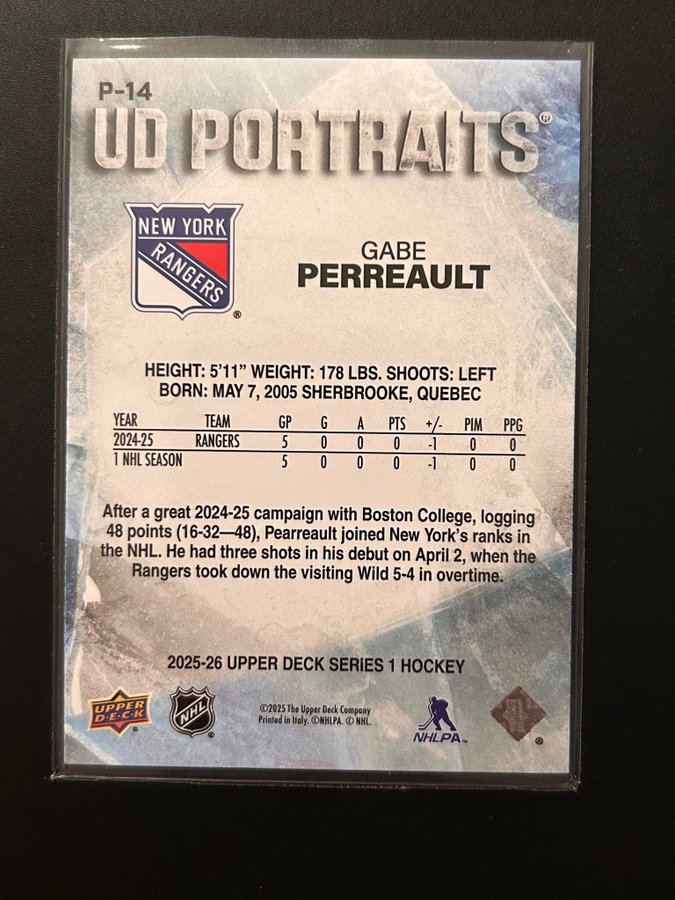 P-14
UD PORTRAITS®
NEW YORK
RANGERS
®
GABE
PERREAULT
HEIGHT: 5'11” WEIGHT: 178 LBS. SHOOTS: LEFT
BORN: MAY 7, 2005 SHERBROOKE, QUEBEC
YEAR TEAM GP G A PTS +/- PIM PPG
2024-25 RANGERS 5 0 0 0 -1 0 0
1 NHL SEASON 5 0 0 0 -1 0 0
After a great 2024-25 campaign with Boston College, logging
48 points (16-32—48), Pearreault joined New York's ranks in
the NHL. He had three shots in his debut on April 2, when the
Rangers took down the visiting Wild 5-4 in overtime.
2025-26 UPPER DECK SERIES 1 HOCKEY
UPPER
D·E·C·K
®
NHL
®
©2025 The Upper Deck Company
Printed in Italy. ©NHLPA. © NHL.
NHLPA™
®